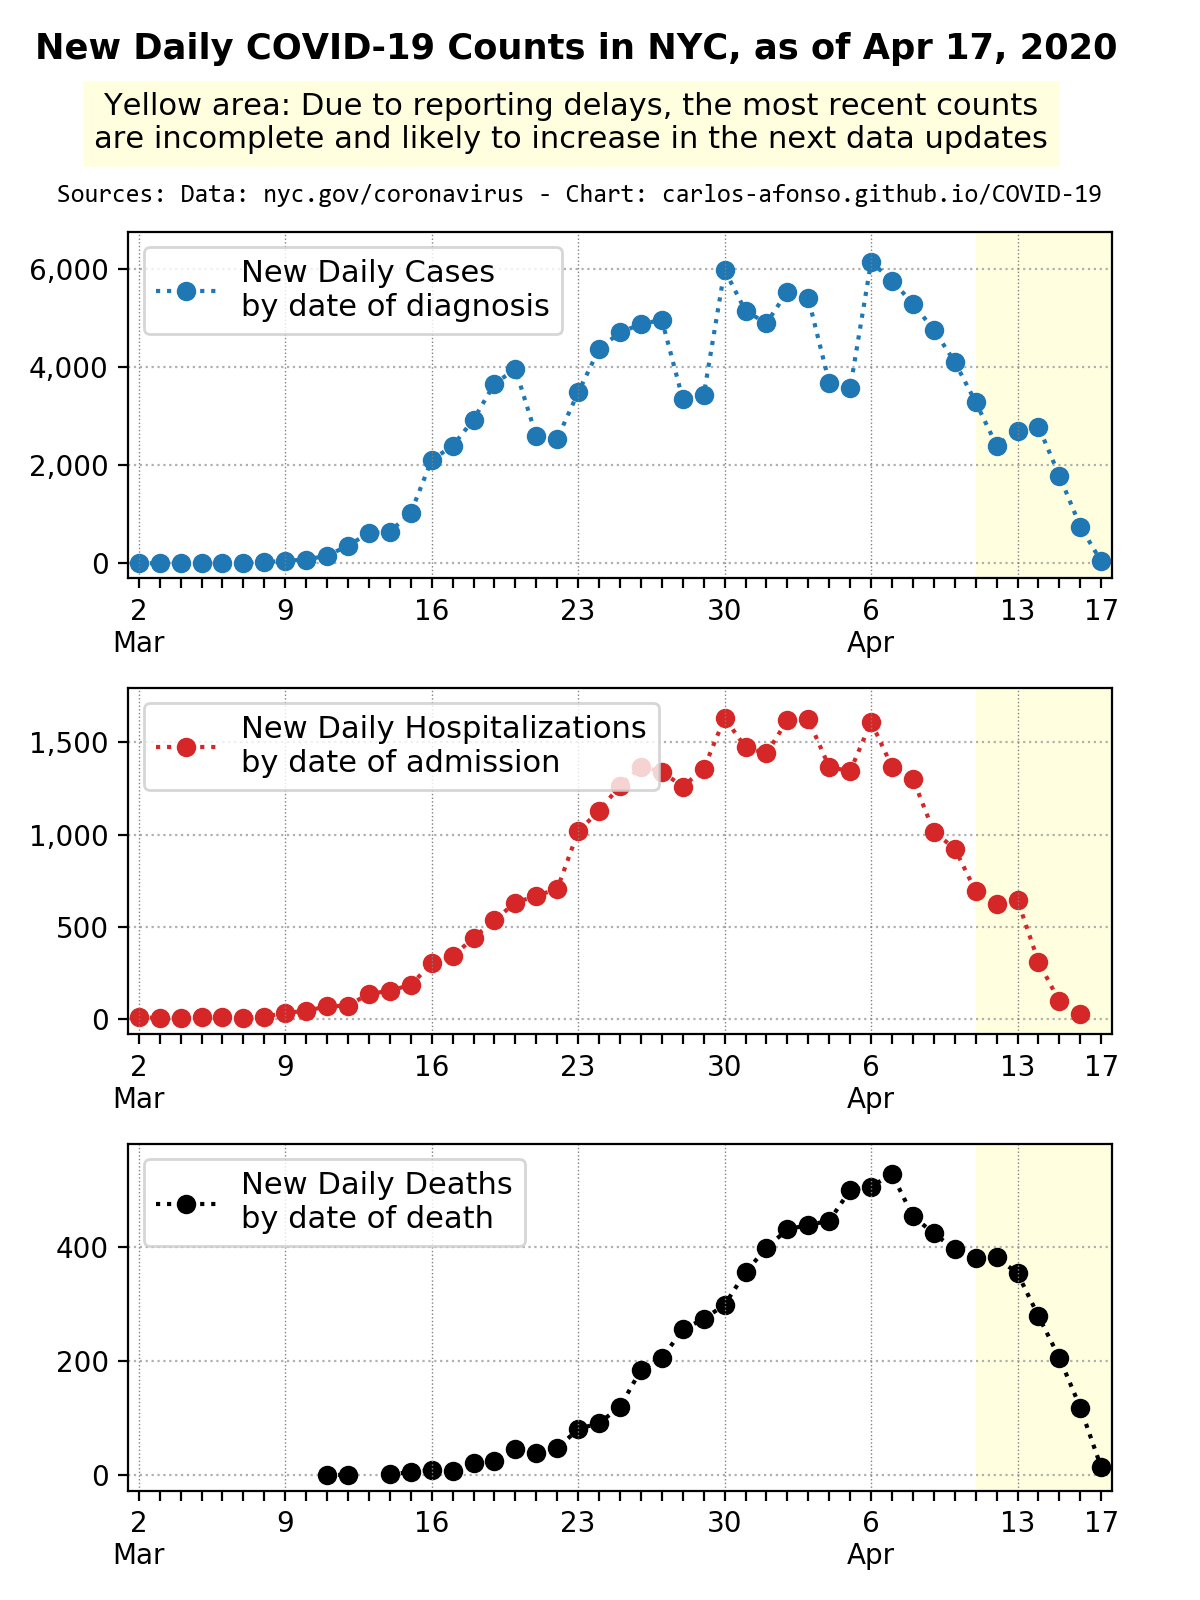 New Daily COVID-19 Counts in NYC, as of Apr 17, 2020
Yellow area: Due to reporting delays, the most recent counts
are incomplete and likely to increase in the next data updates
Sources: Data: nyc.gov/coronavirus - Chart: carlos-afonso.github.io/COVID-19
New Daily Cases
by date of diagnosis
6,000
4,000
2,000
0
2 9 16 23 30 6 13 17
Mar Apr
New Daily Hospitalizations
by date of admission
1,500
1,000
500
0
2 9 16 23 30 6 13 17
Mar Apr
New Daily Deaths
by date of death
400
200
0
2 9 16 23 30 6 13 17
Mar Apr